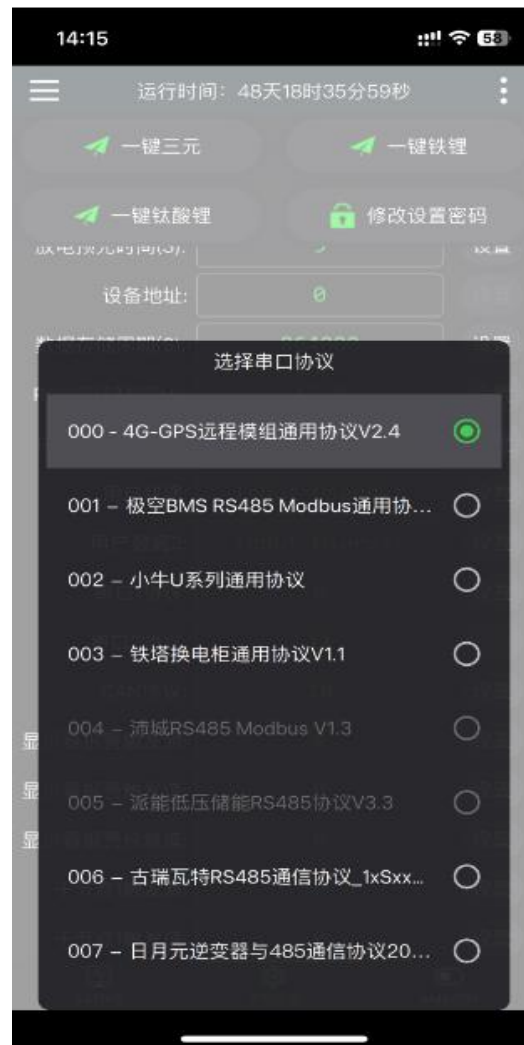 14:15
58
运行时间: 48天18时35分59秒
一键三元
一键铁锂
一键钛酸锂
修改设置密码
设备地址:
0
选择串口协议
000 - 4G-GPS远程模组通用协议V2.4
001 – 极空BMS RS485 Modbus通用协...
002 – 小牛U系列通用协议
003 – 铁塔换电柜通用协议V1.1
004 – 沛城RS485 Modbus V1.3
005 – 派能低压储能RS485协议V3.3
006 – 古瑞瓦特RS485通信协议_1xSxx...
007 – 日月元逆变器与485通信协议20...